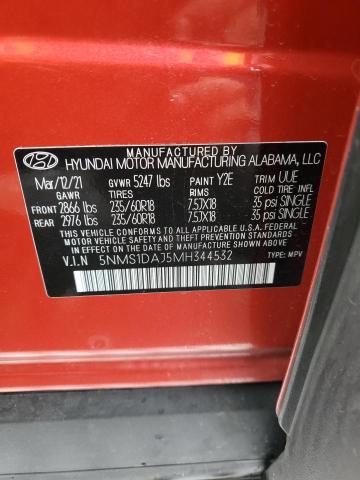 MANUFACTURED BY
HYUNDAI MOTOR MANUFACTURING ALABAMA, LLC
Mar/12/21 GVWR 5247 lbs PAINT Y2E TRIM UUE
GAWR TIRES RIMS COLD TIRE INFL
FRONT 2866 lbs 235/60R18 7.5JX18 35 psi SINGLE
REAR 2976 lbs 235/60R18 7.5JX18 35 psi SINGLE
THIS VEHICLE CONFORMS TO ALL APPLICABLE U.S. FEDERAL MOTOR
VEHICLE SAFETY AND THEFT PREVENTION STANDARDS IN EFFECT ON
THE DATE OF MANUFACTURE SHOWN ABOVE.
V.I.N 5NMS1DAJ5MH344532
TYPE: MPV